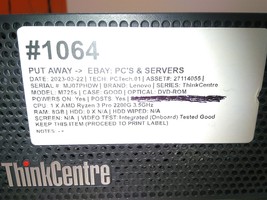 #1064
PUT AWAY -> EBAY: PC'S & SERVERS
DATE: 2023-03-22 | TECH: PCTech 01 | ASSET#: 27114055 |
SERIAL #: MJ07PHDW | BRAND: Lenovo | SERIES: ThinkCentre
MODEL: M725s | CASE: GOOD | OPTICAL: DVD-ROM
POWERS ON: Yes | POSTS: Yes |
CPU: 1 X AMD Ryzen 3 Pro 2200G 3.5GHz
RAM: 8GB | HDD: 0 X N/A | HDD WIPED: N/A
SCREEN: N/A | VIDEO TEST: Integrated (Onboard) Tested Good
KEEP THIS ITEM (PROCEED TO PRINT LABEL)
NOTES: --
ThinkCentre